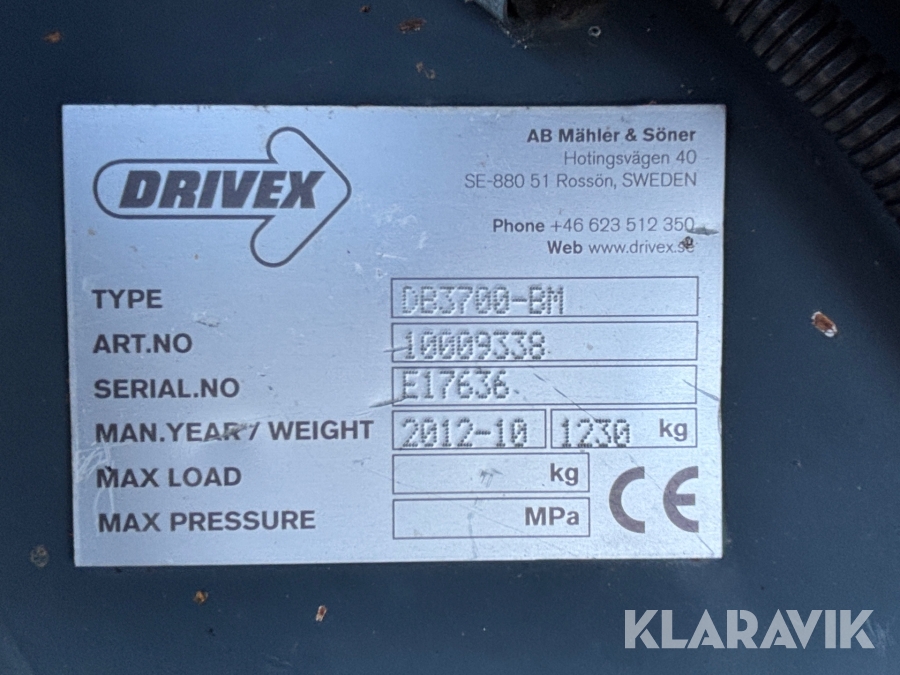 DRIVEX
AB Mähler & Söner
Hotingsvägen 40
SE-880 51 Rossön, SWEDEN
Phone +46 623 512 350
Web www.drivex.se
TYPE DB3700-BM
ART.NO 10009338
SERIAL.NO E17636
MAN.YEAR / WEIGHT 2012-10 1230 kg
MAX LOAD kg
MAX PRESSURE MPa
CE
KLARAVIK